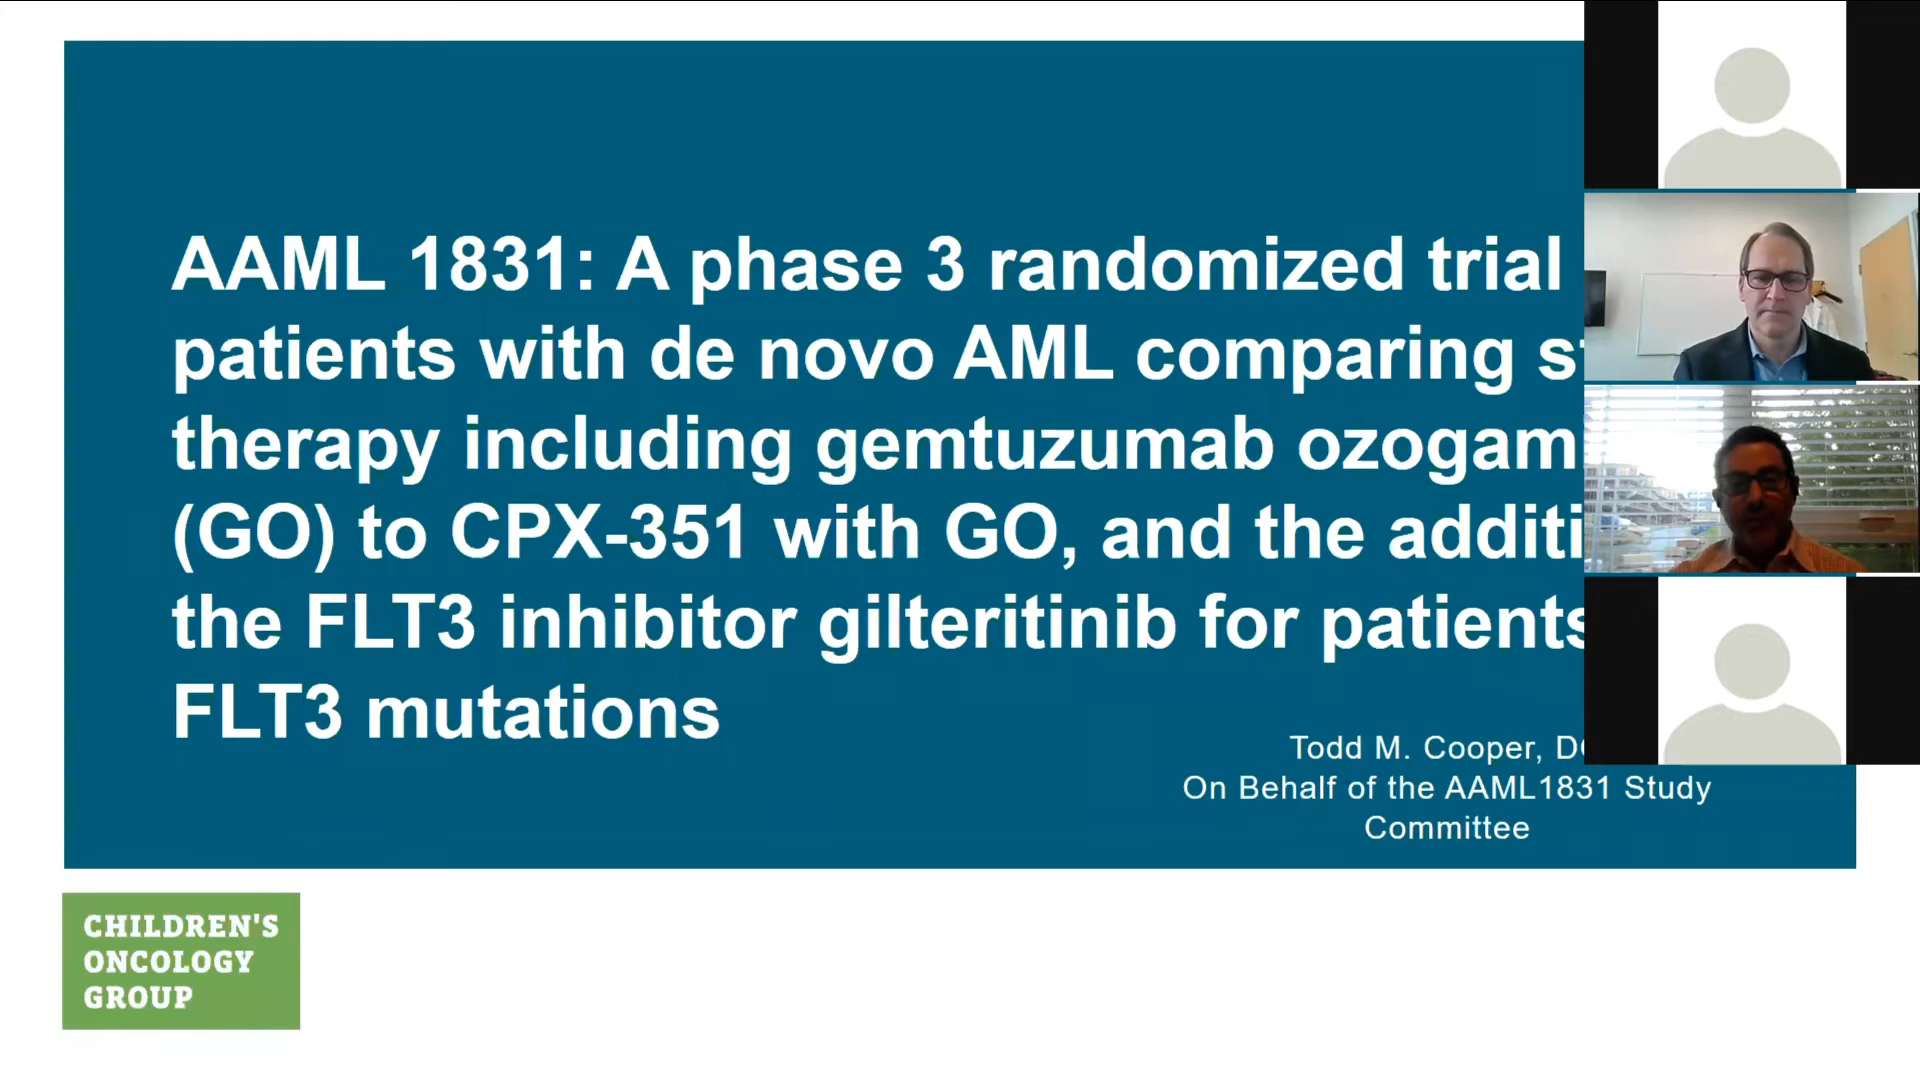 AAML 1831: A phase 3 randomized trial
patients with de novo AML comparing
therapy including gemtuzumab ozogam
(GO) to CPX-351 with GO, and the additi
the FLT3 inhibitor gilteritinib for patients
FLT3 mutations
Todd M. Cooper,
On Behalf of the AAML1831 Study
Committee
CHILDREN'S
ONCOLOGY
GROUP